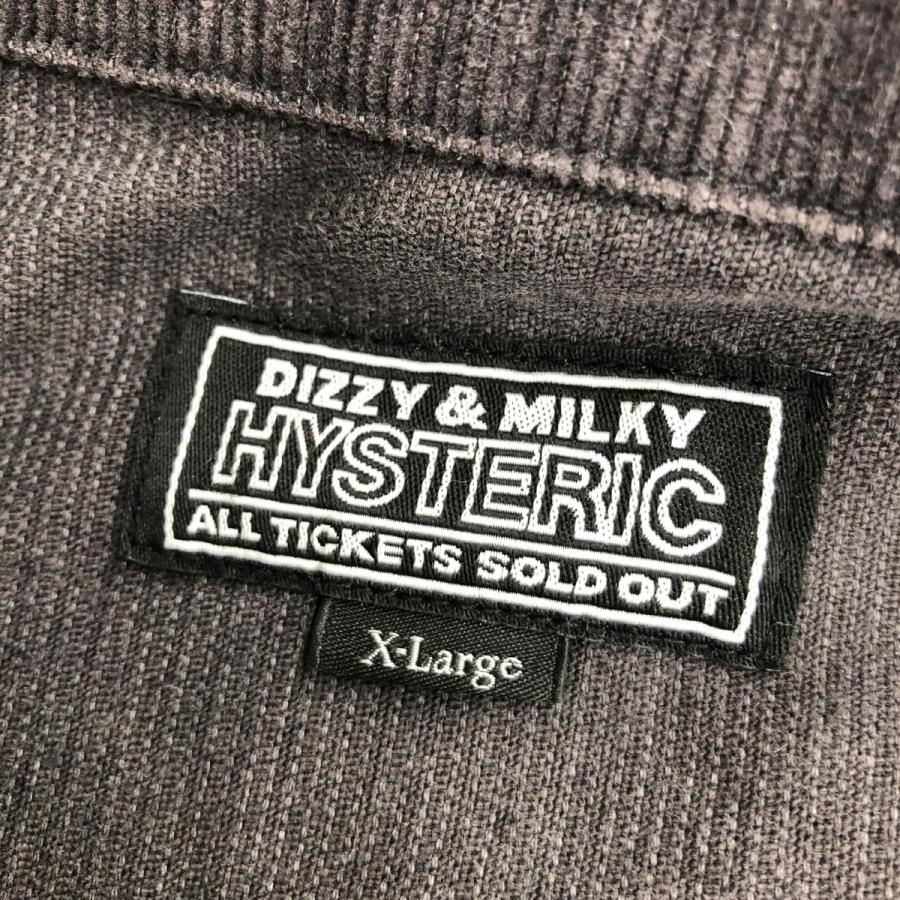 DIZZY & MILKY
HYSTERIC
ALL TICKETS SOLD OUT
X-Large